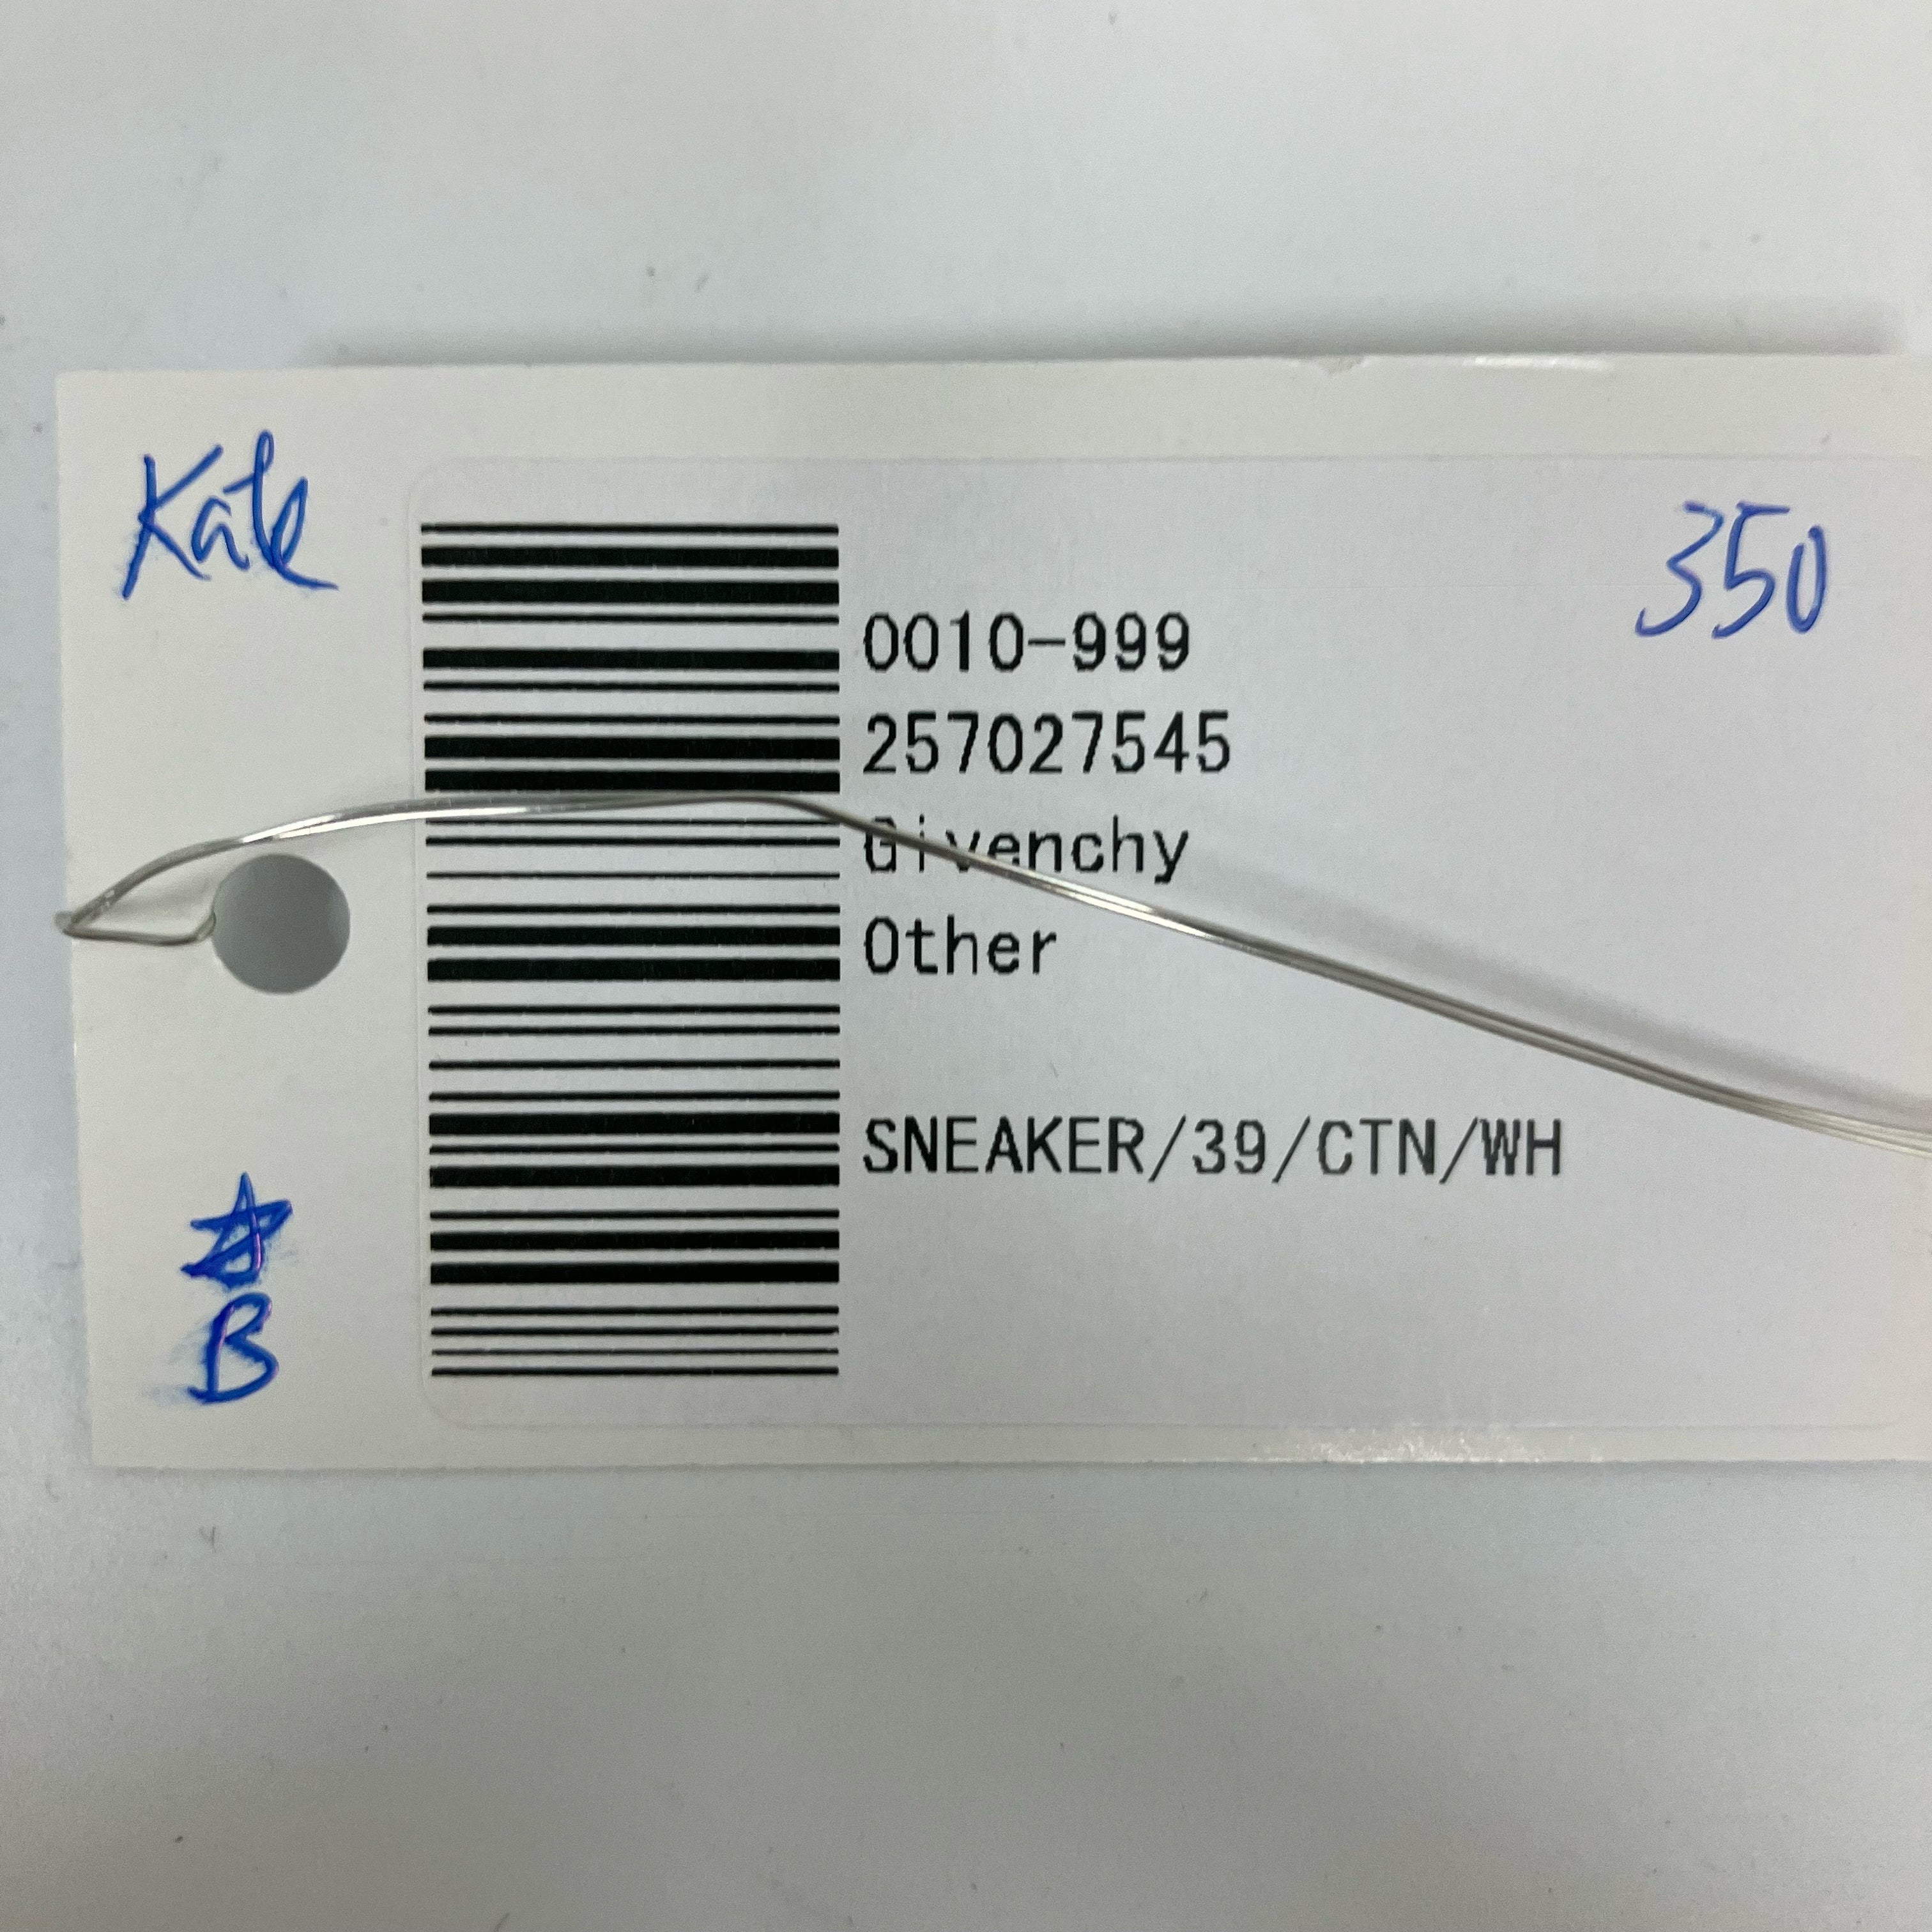 Kate
350
0010-999
257027545
Givenchy
Other
SNEAKER/39/CTN/WH
B